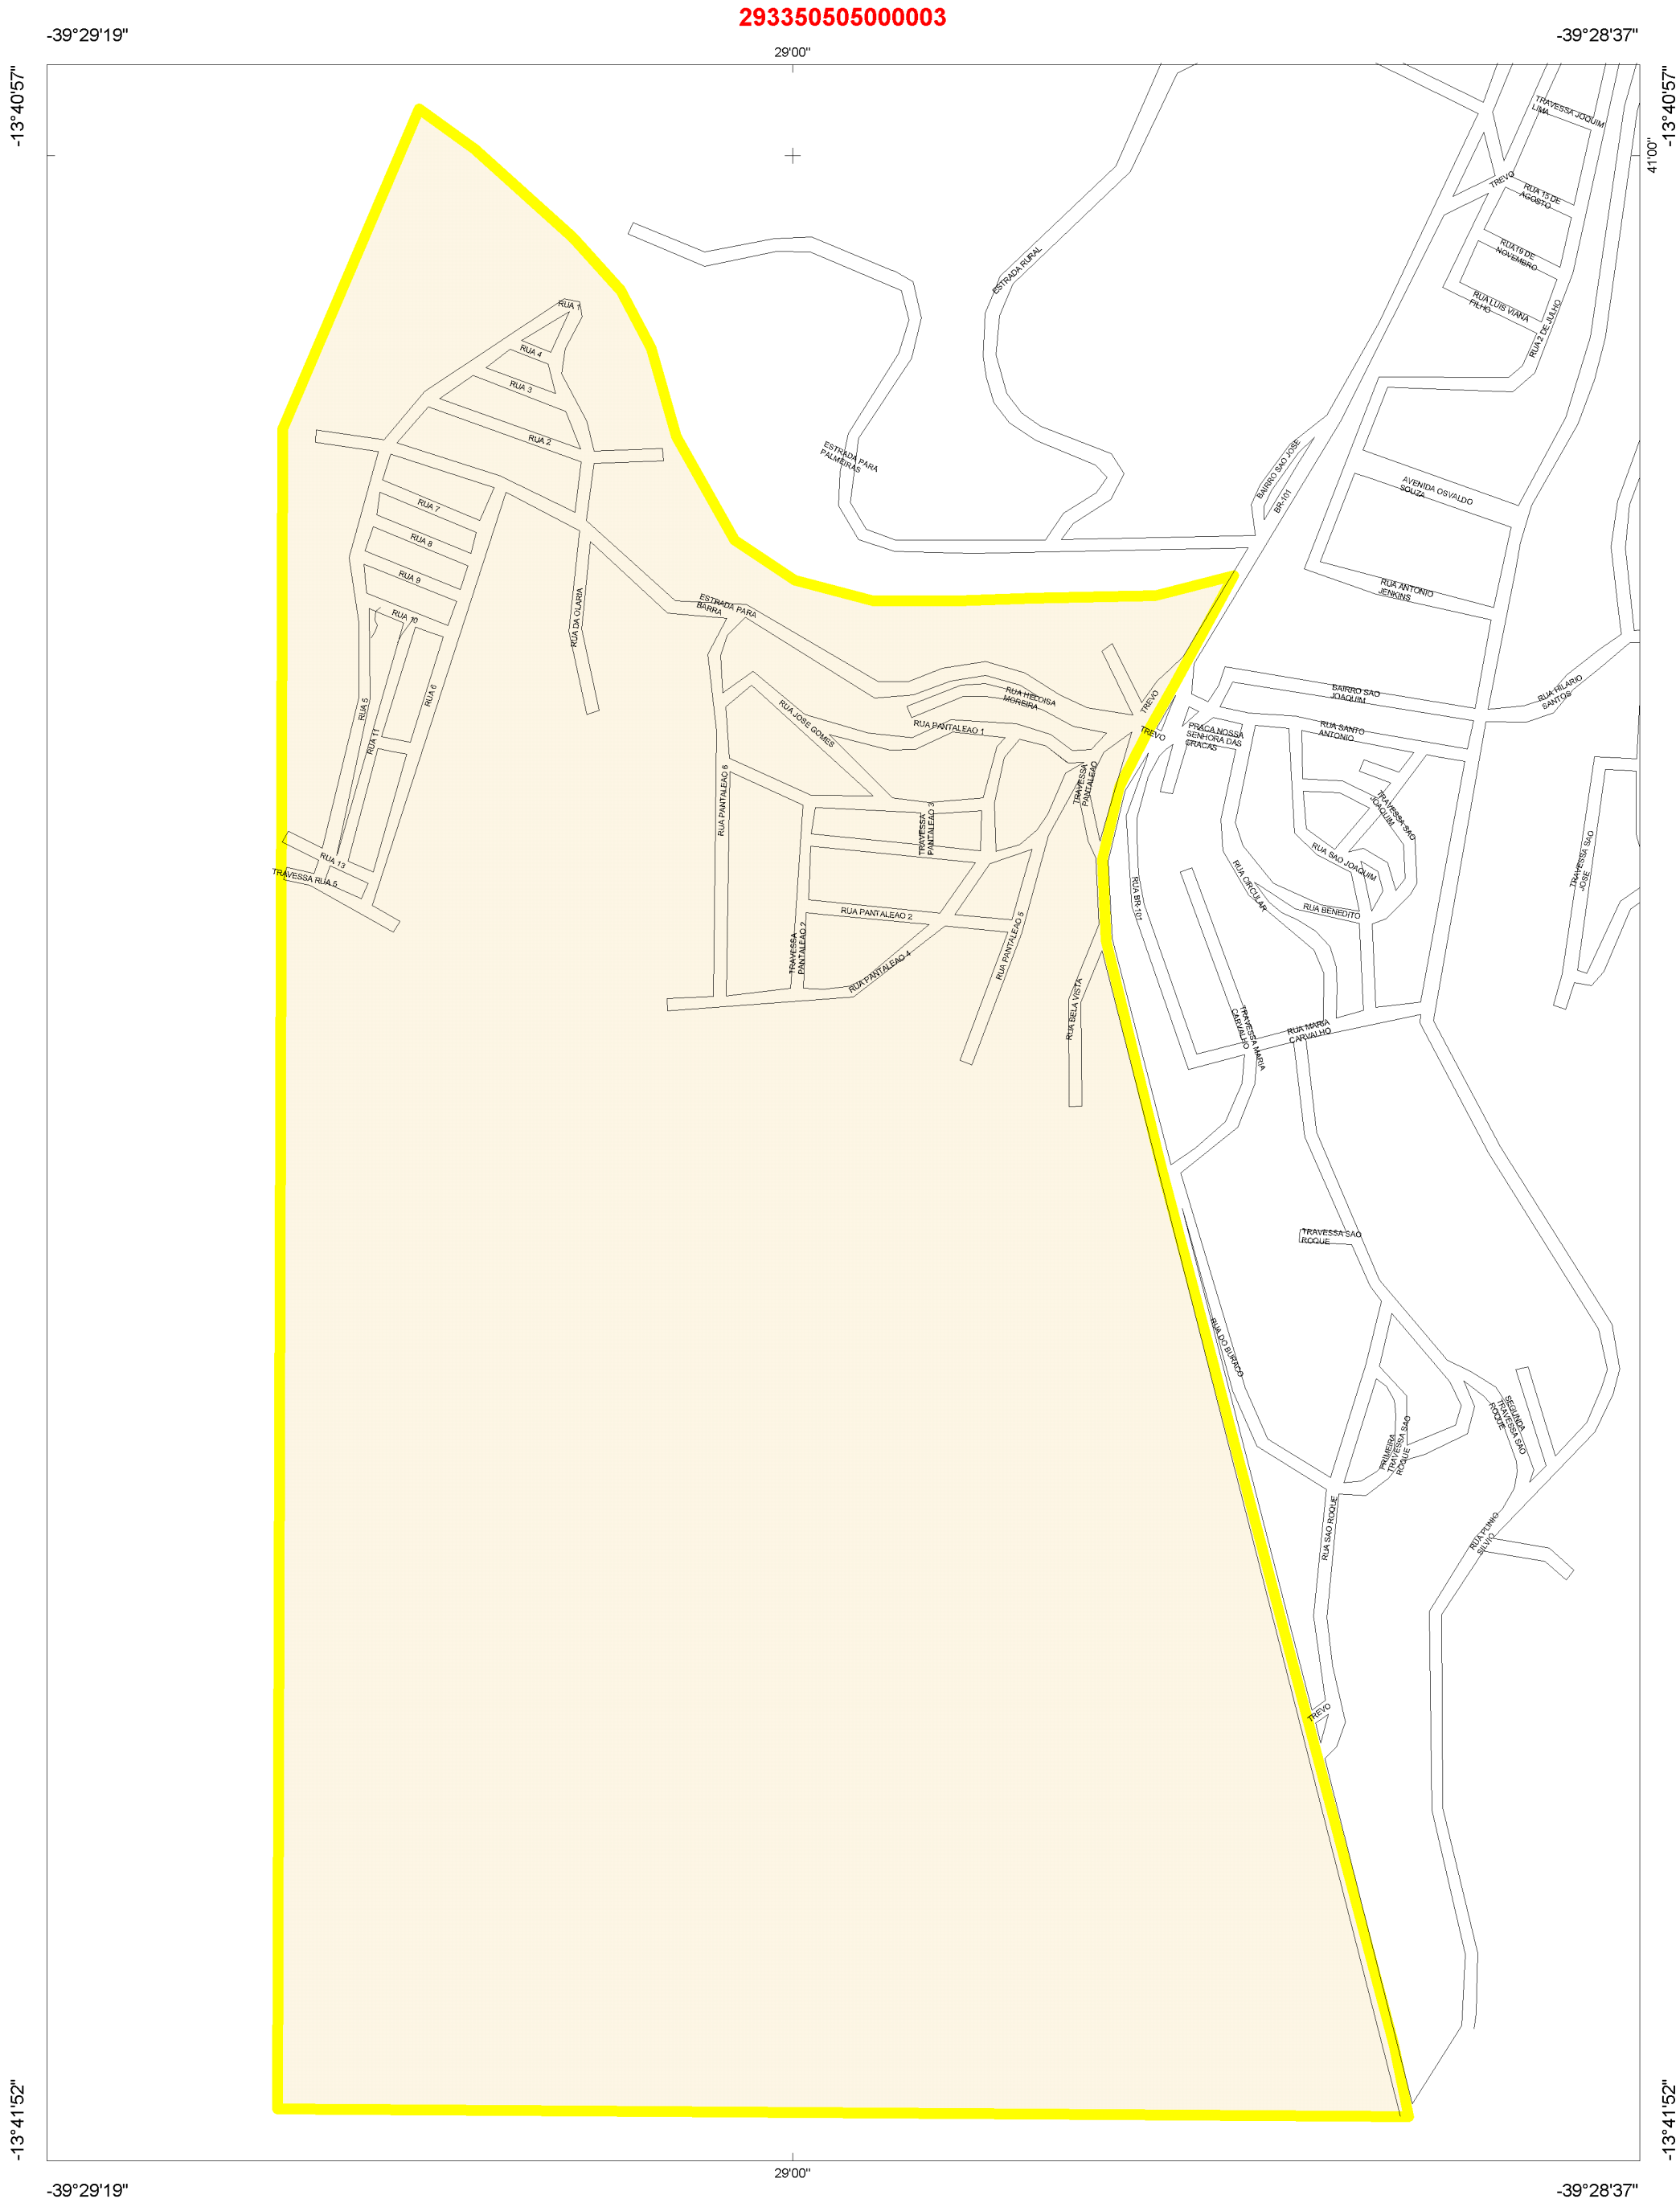 293350505000003
-39°29'19"
-39°28'37"
29'00"
-13°40'57"
-13°40'57"
41'00"
TRAVESSA JOQUIM
LIMA
TREVO
RUA 15 DE
AGOSTO
RUA19 DE
NOVEMBRO
RUA LUIS VIANA
FILHO
RUA 2 DE JULHO
ESTRADA RURAL
RUA 1
RUA 4
RUA 3
RUA 2
ESTRADA PARA
PALMEIRAS
BAIRRO SAO JOSE
BR-101
AVENIDA OSVALDO
SOUZA
RUA 7
RUA 8
RUA 9
RUA 10
RUA DA OLARIA
ESTRADA PARA
BARRA
RUA ANTONIO
JENKINS
RUA 5
RUA 6
RUA 11
RUA HELOISA
MOREIRA
TREVO
TREVO
BAIRRO SAO
JOAQUIM
RUA HILARIO
SANTOS
RUA JOSE GOMES
RUA PANTALEAO 1
PRACA NOSSA
SENHORA DAS
GRACAS
RUA SANTO
ANTONIO
RUA PANTALEAO 6
TRAVESSA
PANTALEAO
TRAVESSA
PANTALEAO 3
TRAVESSA SAO
JOAQUIM
RUA SAO JOAQUIM
TRAVESSA SAO
JOSE
RUA 13
TRAVESSA RUA 5
RUA BR-101
RUA CIRCULAR
RUA BENEDITO
RUA PANTALEAO 2
TRAVESSA
PANTALEAO 2
RUA PANTALEAO 4
RUA PANTALEAO 5
RUA BELA VISTA
TRAVESSA MARIA
CARVALHO
RUA MARIA
CARVALHO
TRAVESSA SAO
ROQUE
RUA DO BURACO
PRIMEIRA
TRAVESSA SAO
ROQUE
SEGUNDA
TRAVESSA SAO
ROQUE
RUA SAO ROQUE
RUA PLINIO
SILVIO
TREVO
-13°41'52"
-13°41'52"
29'00"
-39°29'19"
-39°28'37"